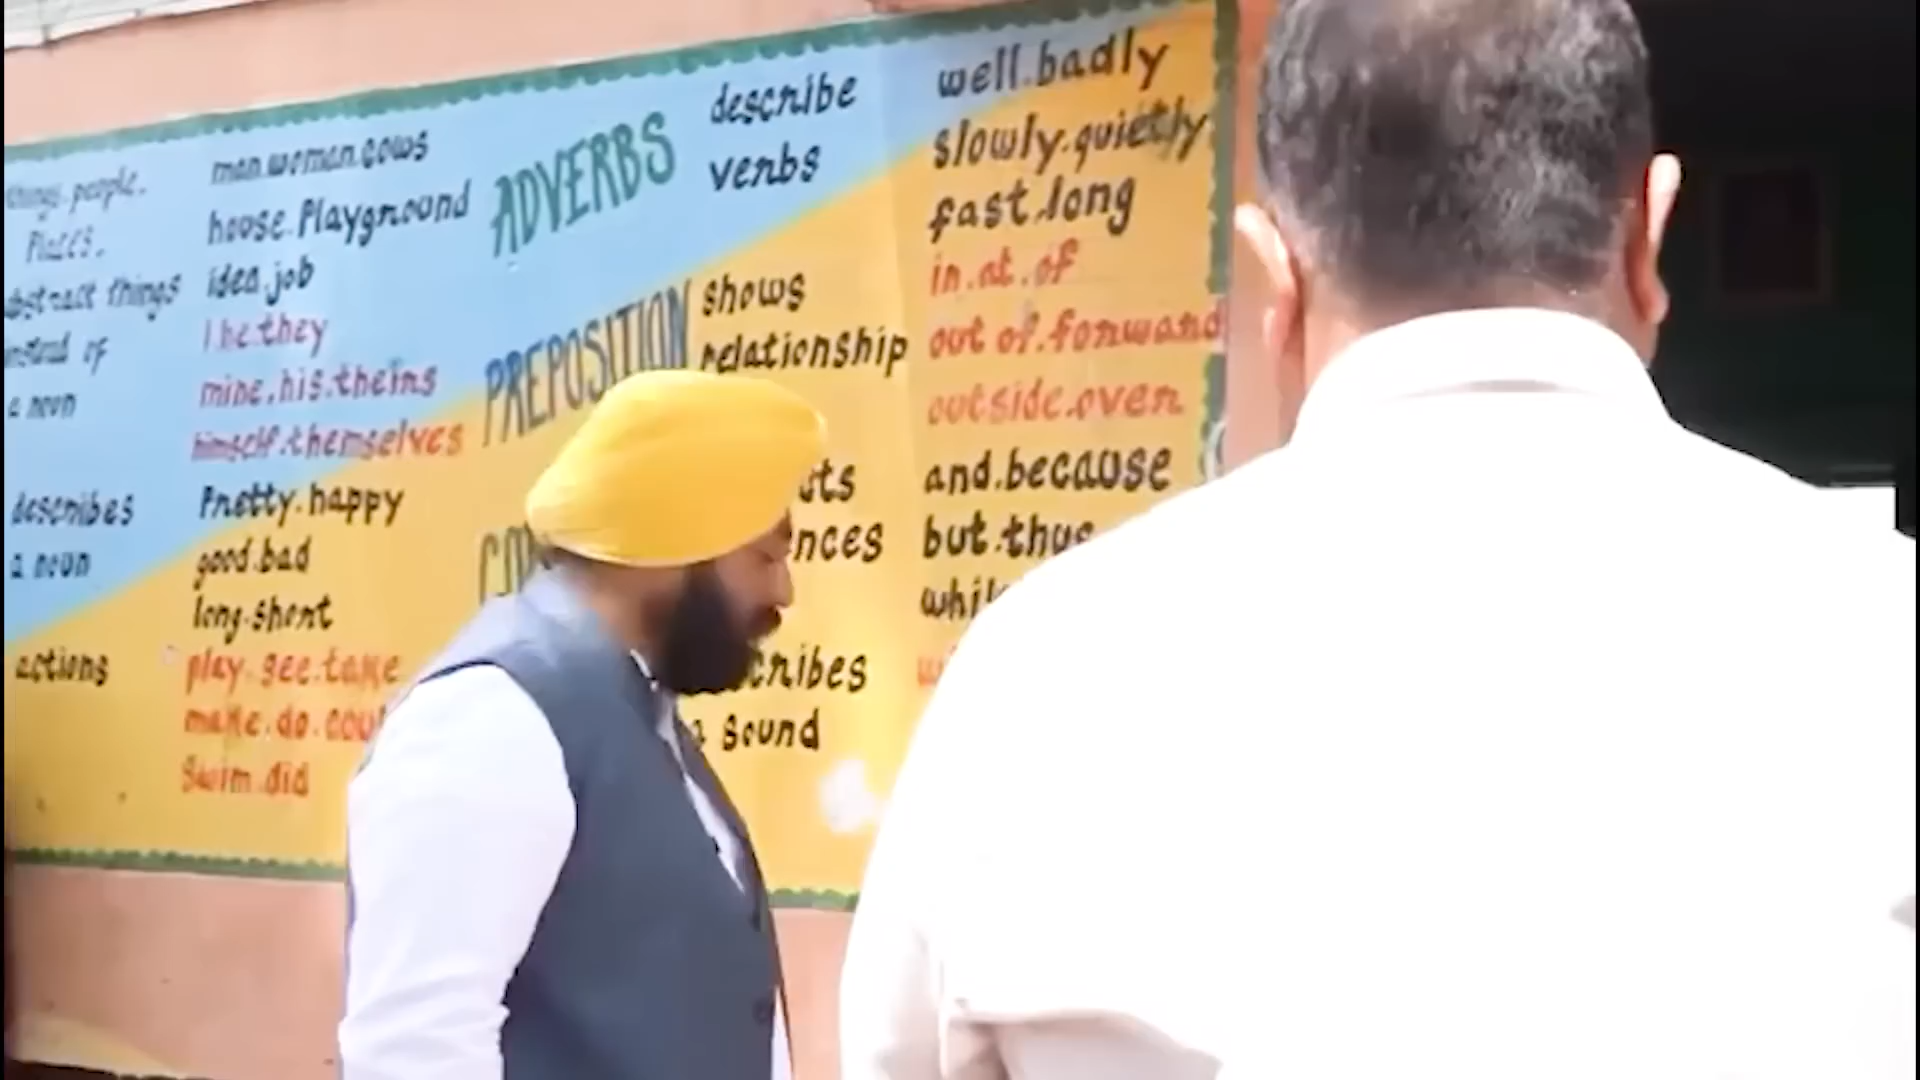 things. people.
Places.
abstract things
instead of
a noun
describes
a noun
actions
man.woman.cows
house.Playground
idea.job
I he.they
mine.his.theirs
himself.themselves
Pretty.happy
good.bad
long.short
play.see.take
make.do.
Swim.did
ADVERBS
PREPOSITION
describe
verbs
shows
relationship
a sound
well.badly
slowly.quietly
fast.long
in.at.of
out of.forward
outside.over
and.because
but.thus